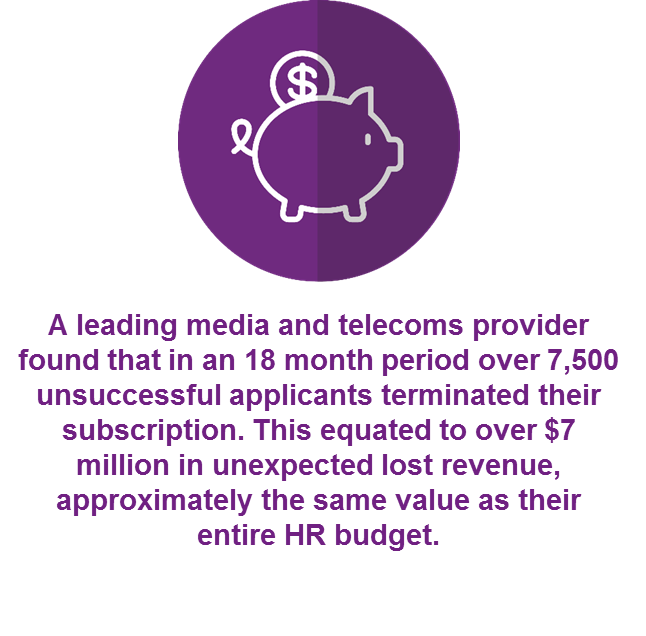 $
A leading media and telecoms provider
found that in an 18 month period over 7,500
unsuccessful applicants terminated their
subscription. This equated to over $7
million in unexpected lost revenue,
approximately the same value as their
entire HR budget.